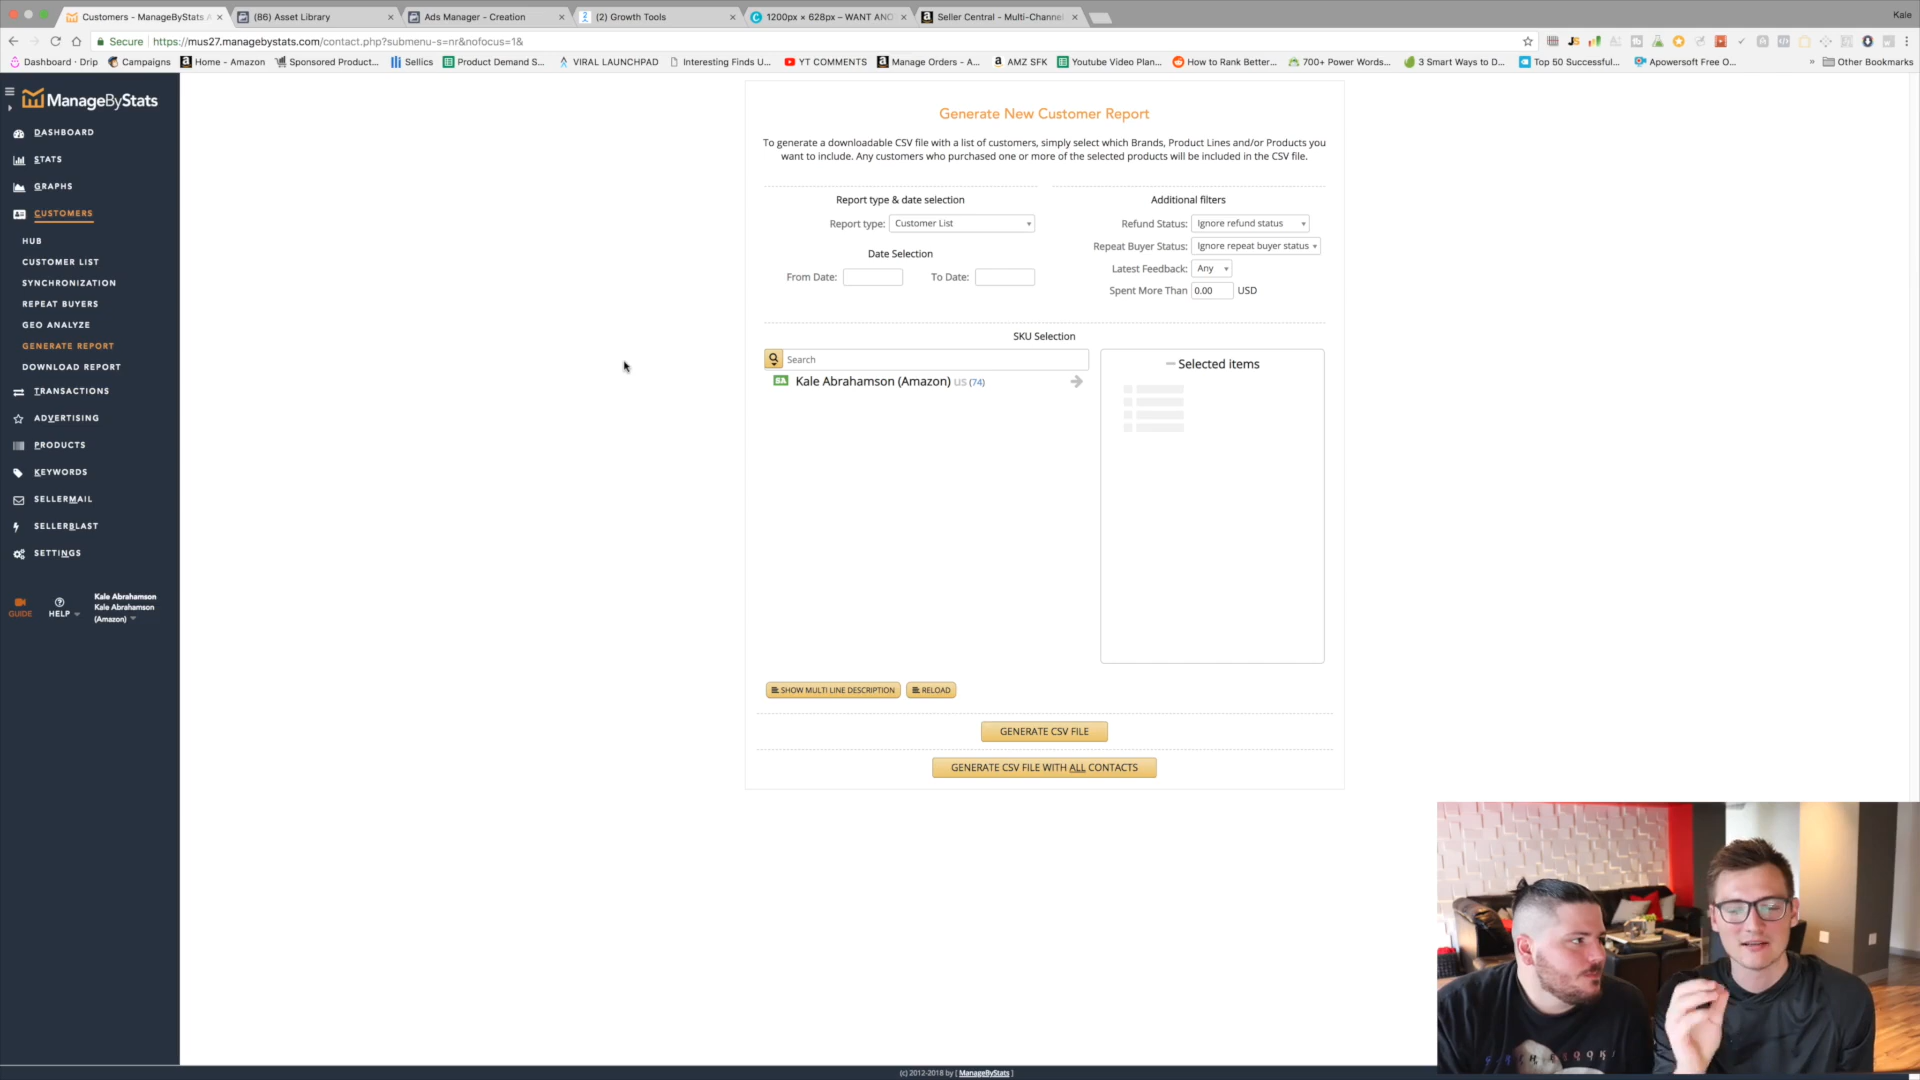 Customers - ManageByStats A
(86) Asset Library
Ads Manager - Creation
(2) Growth Tools
1200px × 628px – WANT AND
Seller Central - Multi-Channe
Kale
Secure
https://mus27.managebystats.com/contact.php?submenu-s=nr&nofocus=1&
Dashboard · Drip
Campaigns
Home - Amazon
Sponsored Product...
Sellics
Product Demand S...
VIRAL LAUNCHPAD
Interesting Finds U...
YT COMMENTS
Manage Orders - A...
AMZ SFK
Youtube Video Plan...
How to Rank Better...
700+ Power Words...
3 Smart Ways to D...
Top 50 Successful...
Apowersoft Free O...
»
Other Bookmarks
ManageByStats
DASHBOARD
STATS
GRAPHS
CUSTOMERS
HUB
CUSTOMER LIST
SYNCHRONIZATION
REPEAT BUYERS
GEO ANALYZE
GENERATE REPORT
DOWNLOAD REPORT
TRANSACTIONS
ADVERTISING
PRODUCTS
KEYWORDS
SELLERMAIL
SELLERBLAST
SETTINGS
GUIDE
HELP
Kale Abrahamson
Kale Abrahamson
(Amazon)
Generate New Customer Report
To generate a downloadable CSV file with a list of customers, simply select which Brands, Product Lines and/or Products you
want to include. Any customers who purchased one or more of the selected products will be included in the CSV file.
Report type & date selection
Report type: Customer List
Date Selection
From Date: To Date:
Additional filters
Refund Status: Ignore refund status
Repeat Buyer Status: Ignore repeat buyer status
Latest Feedback: Any
Spent More Than 0.00 USD
SKU Selection
Search
Kale Abrahamson (Amazon) us (74)
Selected items
SHOW MULTI LINE DESCRIPTION
RELOAD
GENERATE CSV FILE
GENERATE CSV FILE WITH ALL CONTACTS
(c) 2012-2018 by [ ManageByStats ]